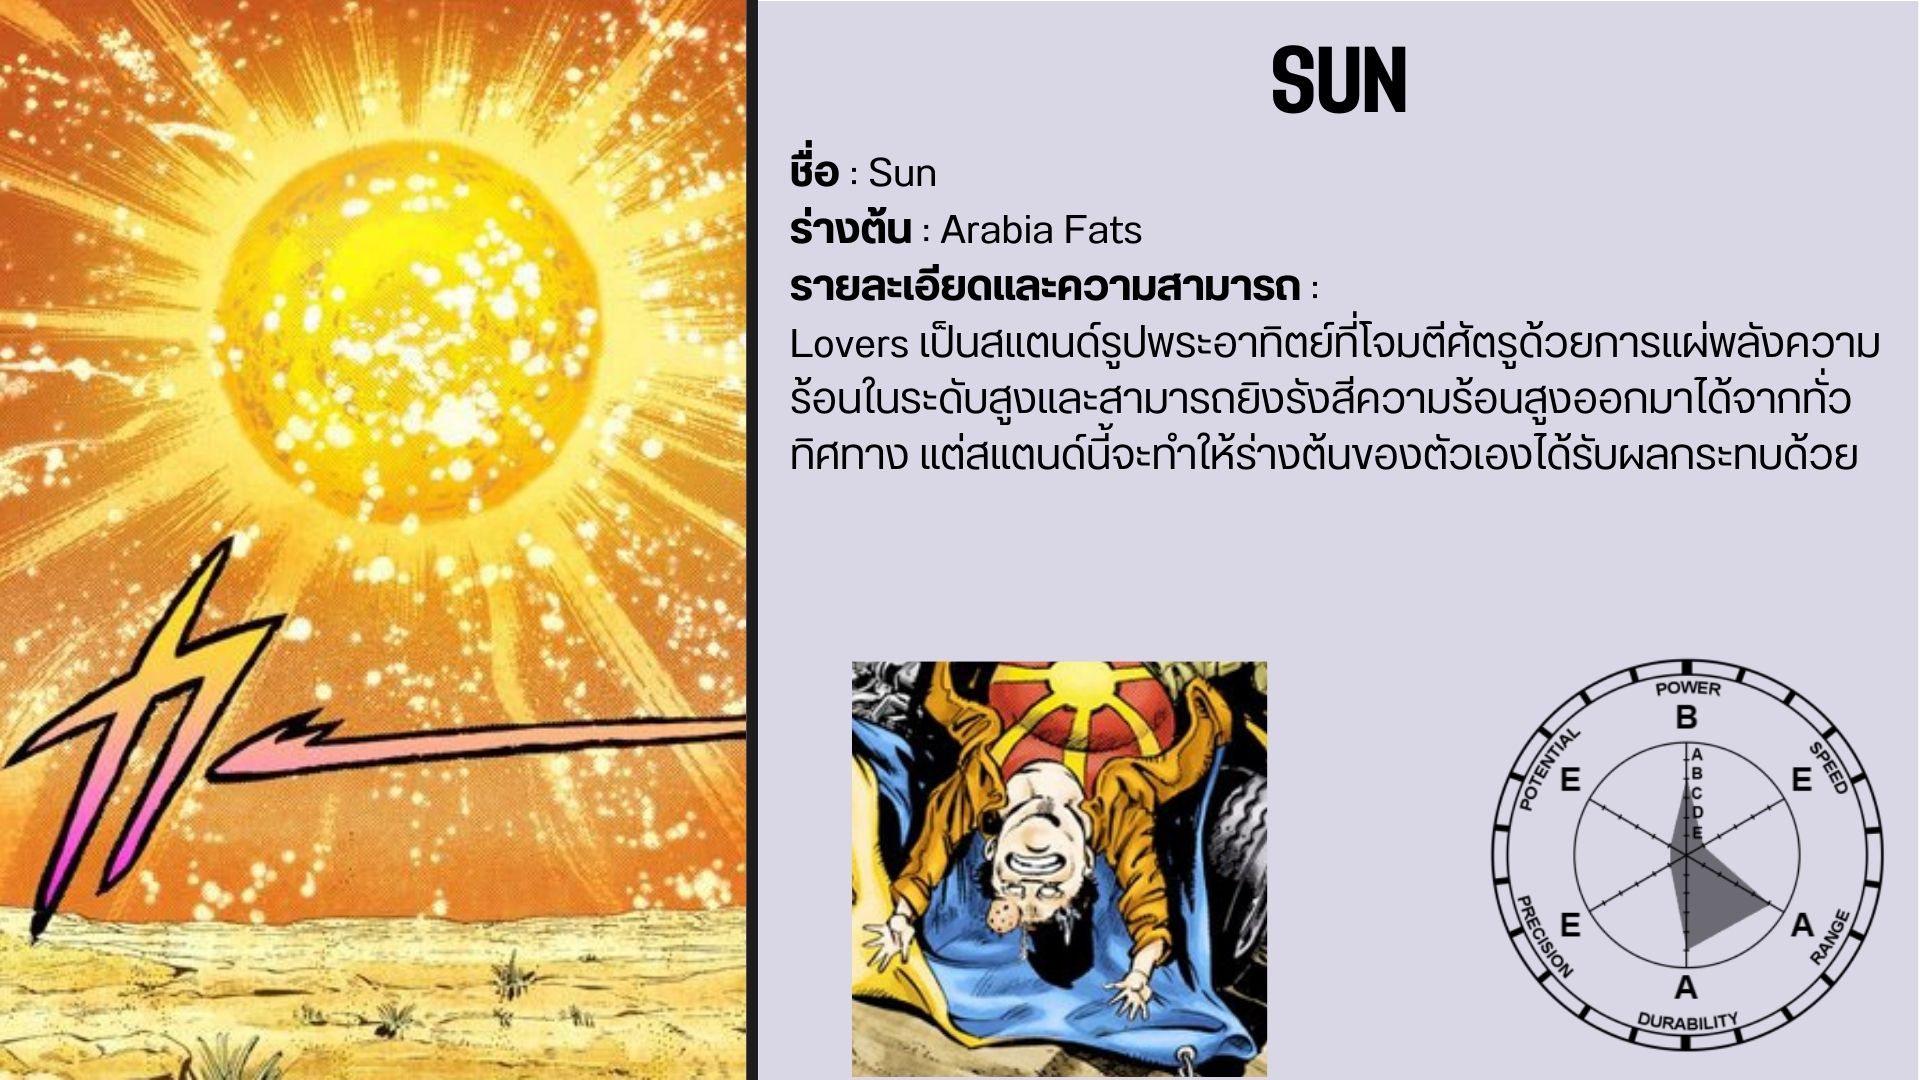 SUN
ชื่อ : Sun
ร่างต้น : Arabia Fats
รายละเอียดและความสามารถ :
Lovers เป็นสแตนด์รูปพระอาทิตย์ที่โจมตีศัตรูด้วยการแผ่พลังความ
ร้อนในระดับสูงและสามารถยิงรังสีความร้อนสูงออกมาได้จากทั่ว
ทิศทาง แต่สแตนด์นี้จะทำให้ร่างต้นของตัวเองได้รับผลกระทบด้วย
カー
POWER
B
POTENTIAL
E
SPEED
E
A
B
C
D
E
PRECISION
E
RANGE
A
A
DURABILITY